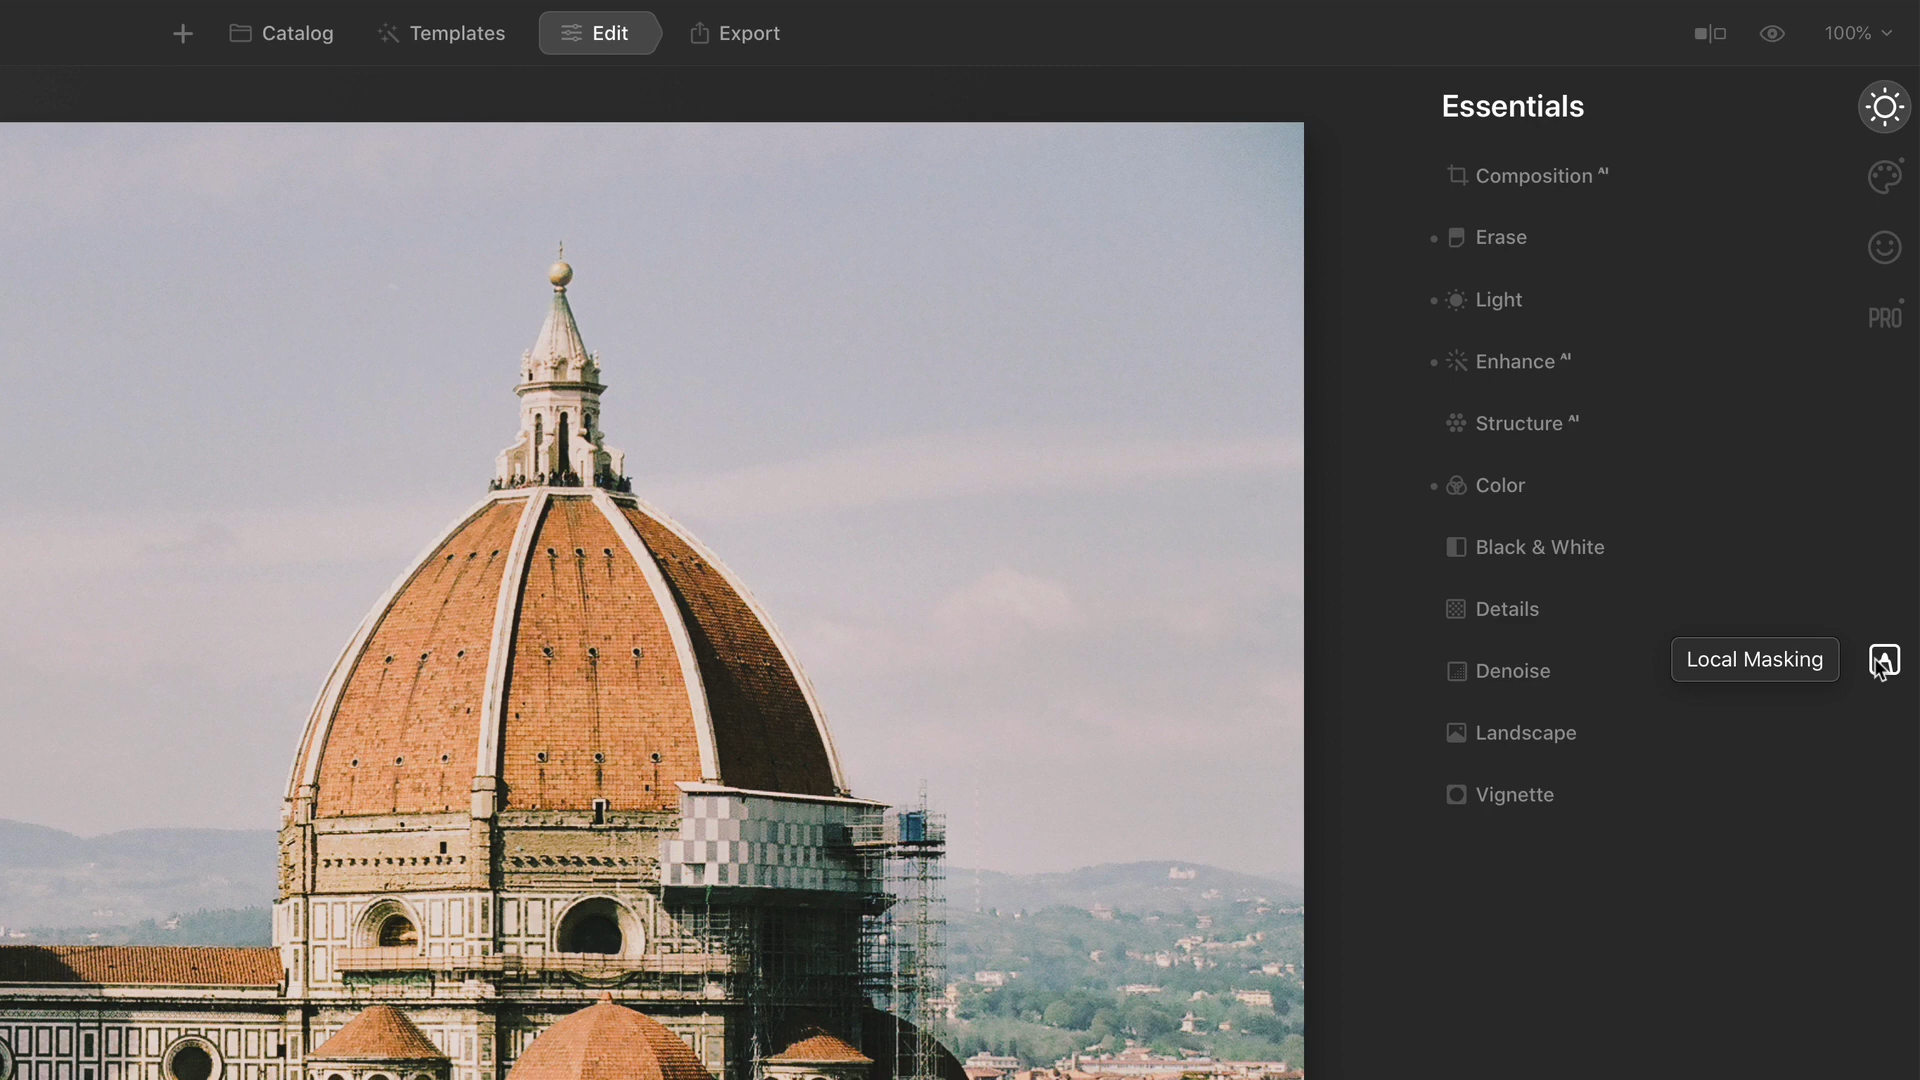 Catalog
Templates
Edit
Export
100%
Essentials
Composition AI
Erase
Light
PRO
Enhance AI
Structure AI
Color
Black & White
Details
Local Masking
Denoise
Landscape
Vignette